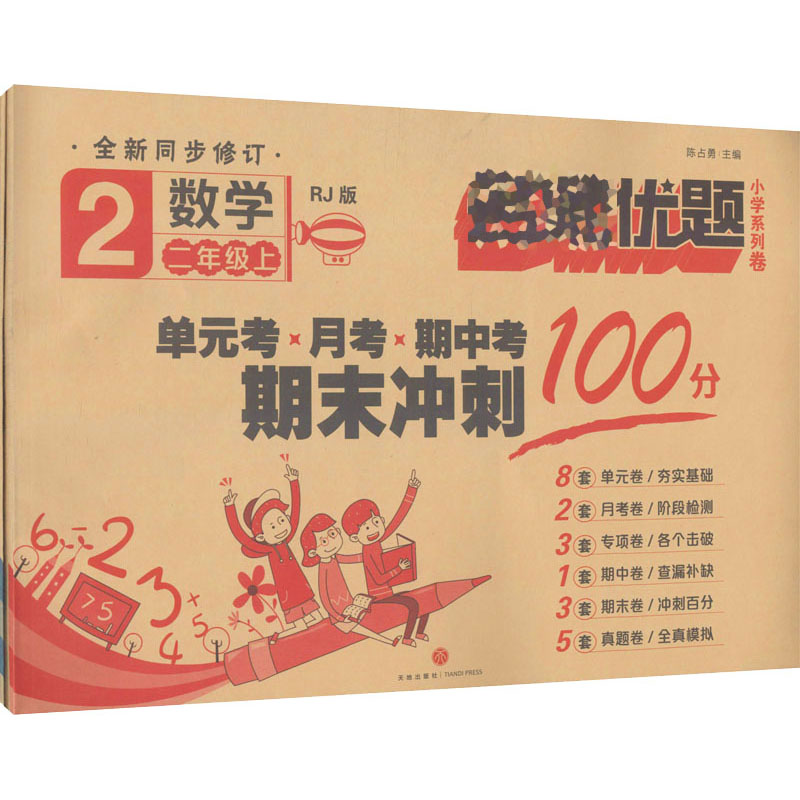 ·全新同步修订·
陈占勇/主编
2
数学
二年级上
RJ版
优题
小学系列卷
单元考×月考×期中考
期末冲刺
100分
8套 单元卷/夯实基础
2套 月考卷/阶段检测
3套 专项卷/各个击破
1套 期中卷/查漏补缺
3套 期末卷/冲刺百分
5套 真题卷/全真模拟
6
÷
2
3
75
+
4
5
天地出版社 | TIANDI PRESS